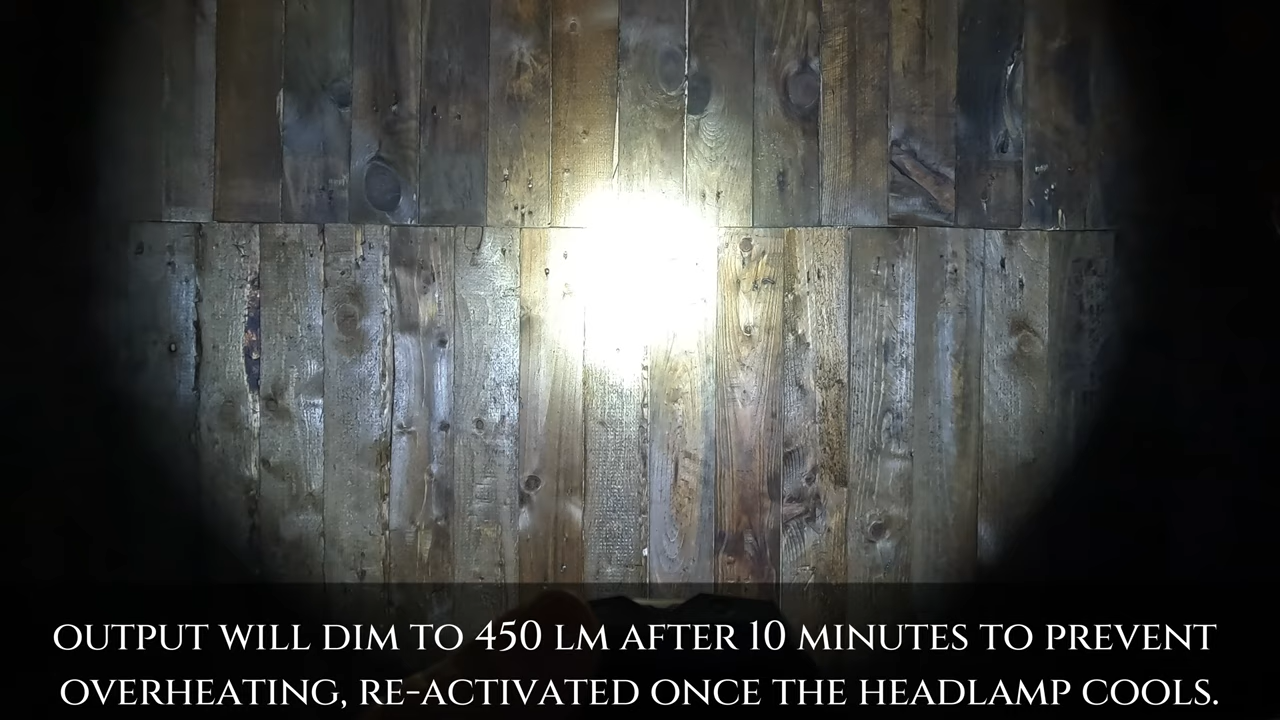 OUTPUT WILL DIM TO 450 LM AFTER 10 MINUTES TO PREVENT
OVERHEATING, RE-ACTIVATED ONCE THE HEADLAMP COOLS.